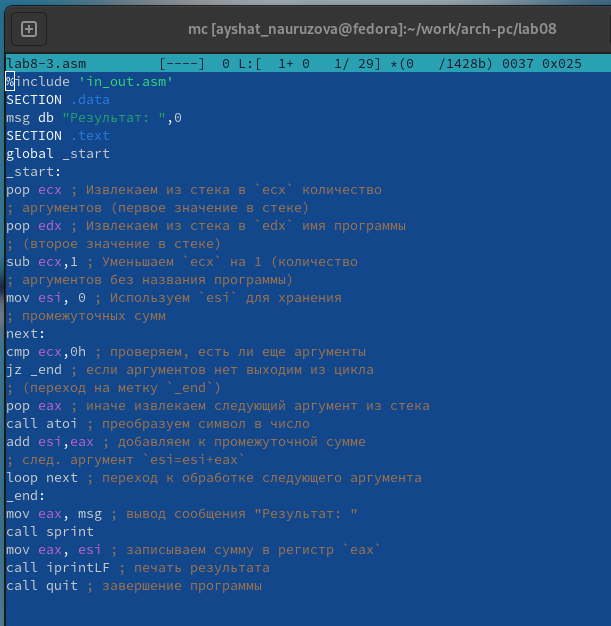 mc [ayshat_nauruzova@fedora]:~/work/arch-pc/lab08
lab8-3.asm [----] 0 L:[ 1+ 0 1/ 29] *(0 /1428b) 0037 0x025
%include 'in_out.asm'
SECTION .data
msg db "Результат: ",0
SECTION .text
global _start
_start:
pop ecx ; Извлекаем из стека в `ecx` количество
; аргументов (первое значение в стеке)
pop edx ; Извлекаем из стека в `edx` имя программы
; (второе значение в стеке)
sub ecx,1 ; Уменьшаем `ecx` на 1 (количество
; аргументов без названия программы)
mov esi, 0 ; Используем `esi` для хранения
; промежуточных сумм
next:
cmp ecx,0h ; проверяем, есть ли еще аргументы
jz _end ; если аргументов нет выходим из цикла
; (переход на метку `_end`)
pop eax ; иначе извлекаем следующий аргумент из стека
call atoi ; преобразуем символ в число
add esi,eax ; добавляем к промежуточной сумме
; след. аргумент `esi=esi+eax`
loop next ; переход к обработке следующего аргумента
_end:
mov eax, msg ; вывод сообщения "Результат: "
call sprint
mov eax, esi ; записываем сумму в регистр `eax`
call iprintLF ; печать результата
call quit ; завершение программы